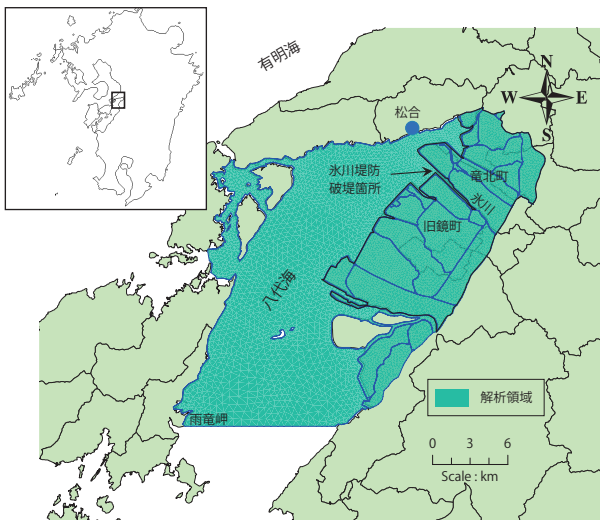 有明海
N
W E
S
松合
氷川堤防
破堤箇所
竜北町
氷川
旧鏡町
八代海
解析領域
雨竜岬
0 3 6
Scale : km